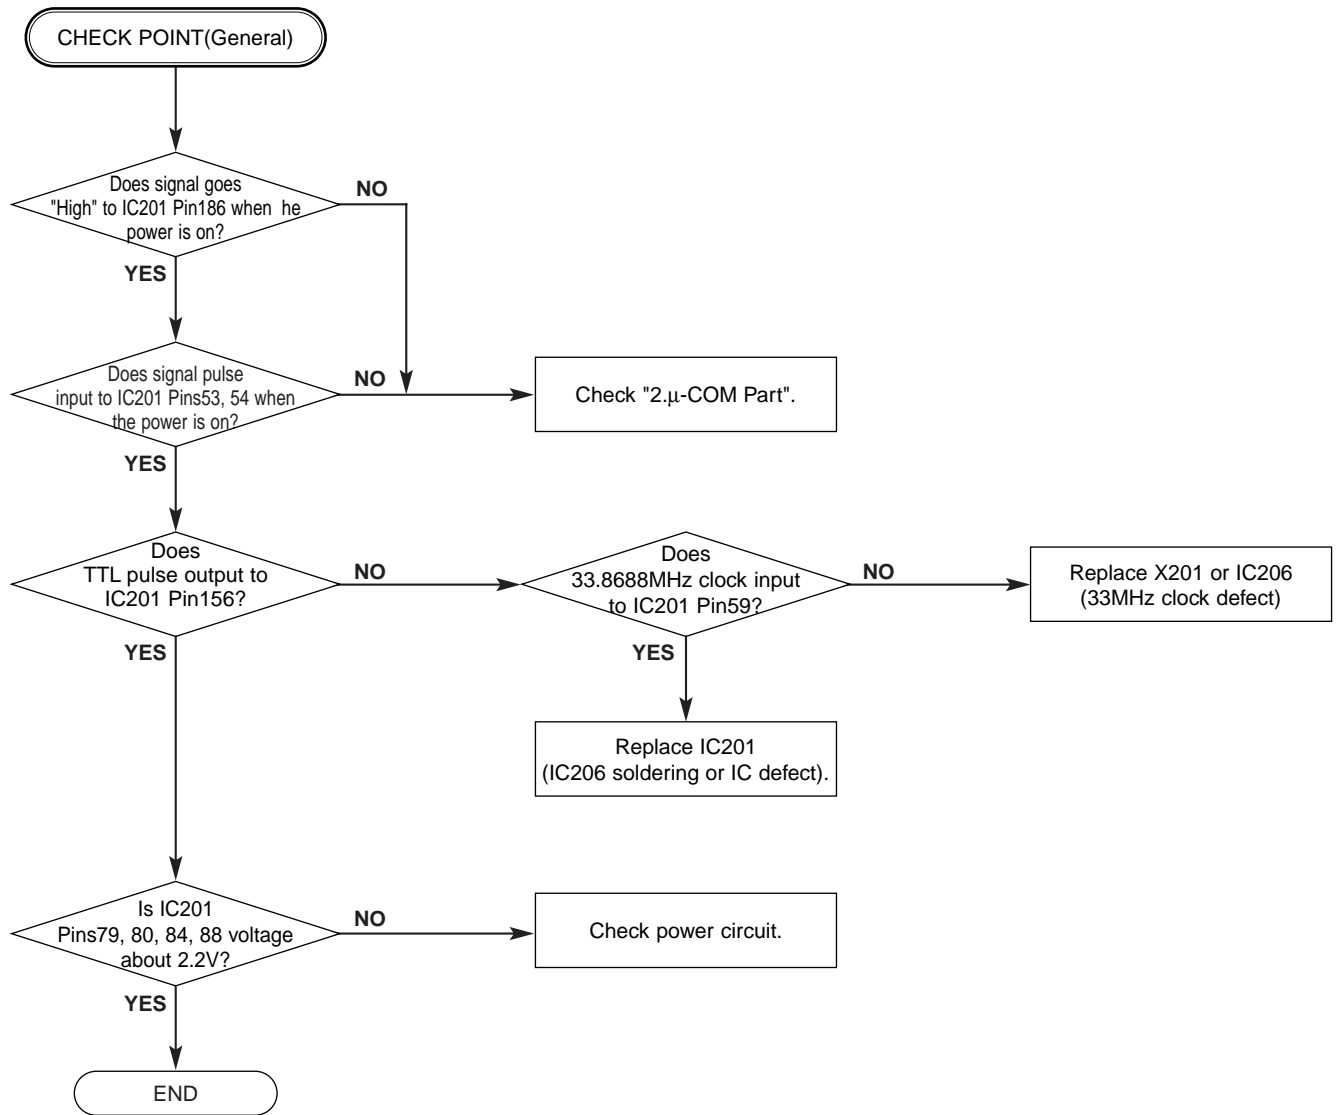 CHECK POINT(General)
Does signal goes
"High" to IC201 Pin186 when  he
power is on?
NO
YES
Does signal pulse
input to IC201 Pins53, 54 when
the power is on?
NO
Check "2.μ-COM Part".
YES
Does
TTL pulse output to
IC201 Pin156?
NO
Does
33.8688MHz clock input
to IC201 Pin59?
NO
Replace X201 or IC206
(33MHz clock defect)
YES
YES
Replace IC201
(IC206 soldering or IC defect).
Is IC201
Pins79, 80, 84, 88 voltage
about 2.2V?
NO
Check power circuit.
YES
END